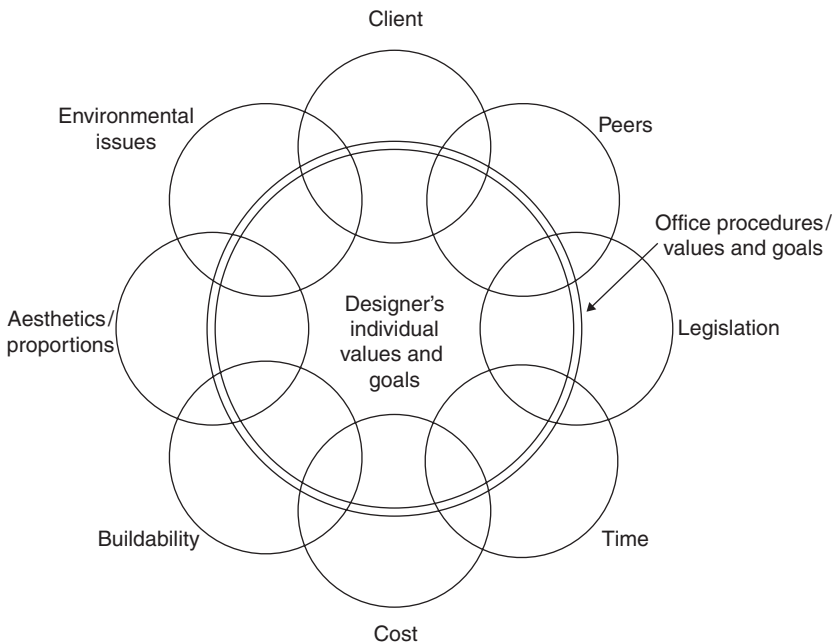 Client
Environmental
issues
Peers
Office procedures/
values and goals
Aesthetics/
proportions
Designer's
individual
values and
goals
Legislation
Buildability
Time
Cost